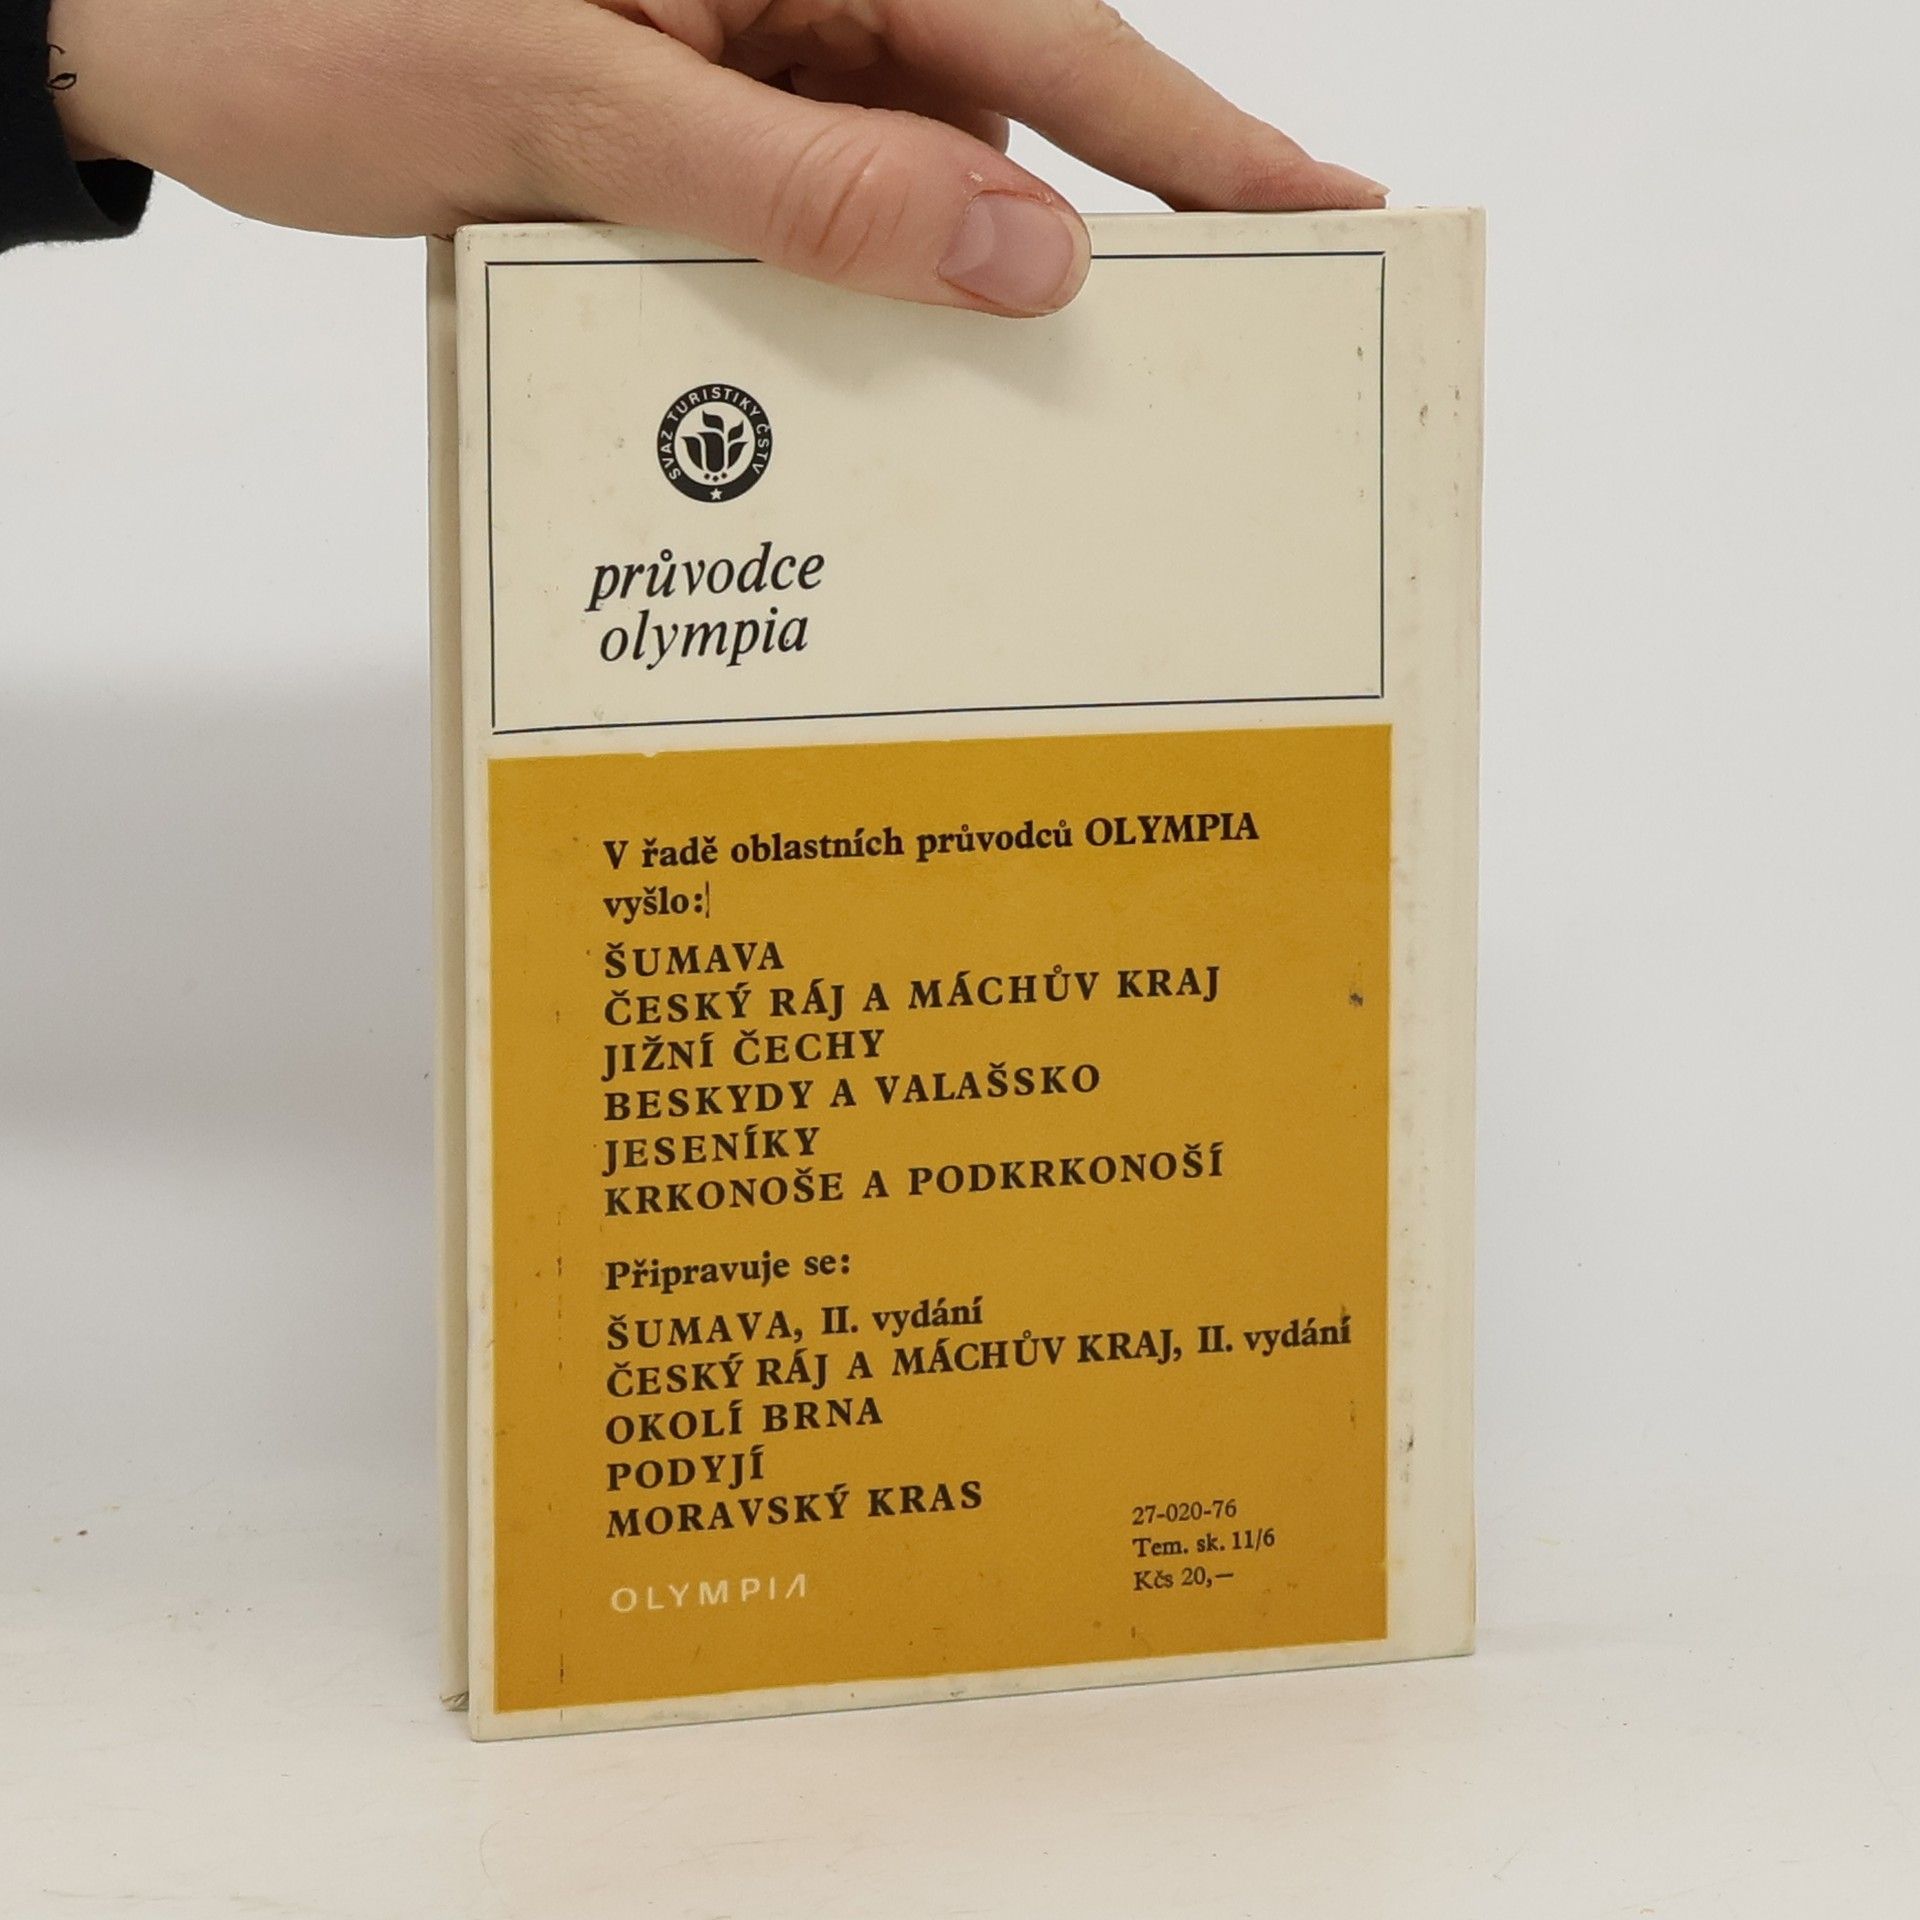 SVAZ TURISTIKY ČSTV
průvodce
olympia
V řadě oblastních průvodců OLYMPIA
vyšlo:
ŠUMAVA
ČESKÝ RÁJ A MÁCHŮV KRAJ
JIŽNÍ ČECHY
BESKYDY A VALAŠSKO
JESENÍKY
KRKONOŠE A PODKRKONOŠÍ
Připravuje se:
ŠUMAVA, II. vydání
ČESKÝ RÁJ A MÁCHŮV KRAJ, II. vydání
OKOLÍ BRNA
PODYJÍ
MORAVSKÝ KRAS
27-020-76
Tem. sk. 11/6
Kčs 20,—
OLYMPIA